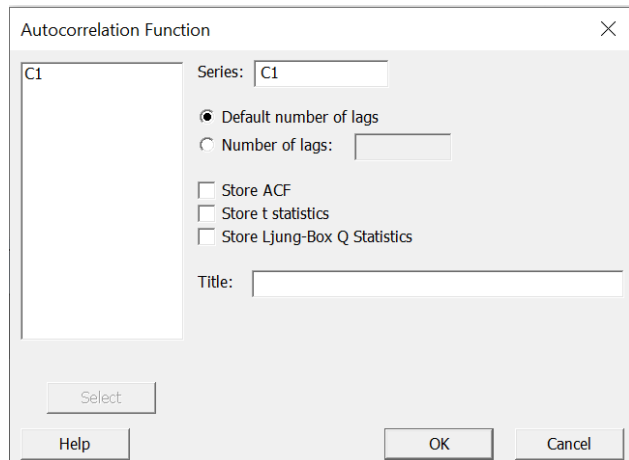 Autocorrelation Function
C1
Series: C1
Default number of lags
Number of lags:
Store ACF
Store t statistics
Store Ljung-Box Q Statistics
Title:
Select
Help
OK
Cancel